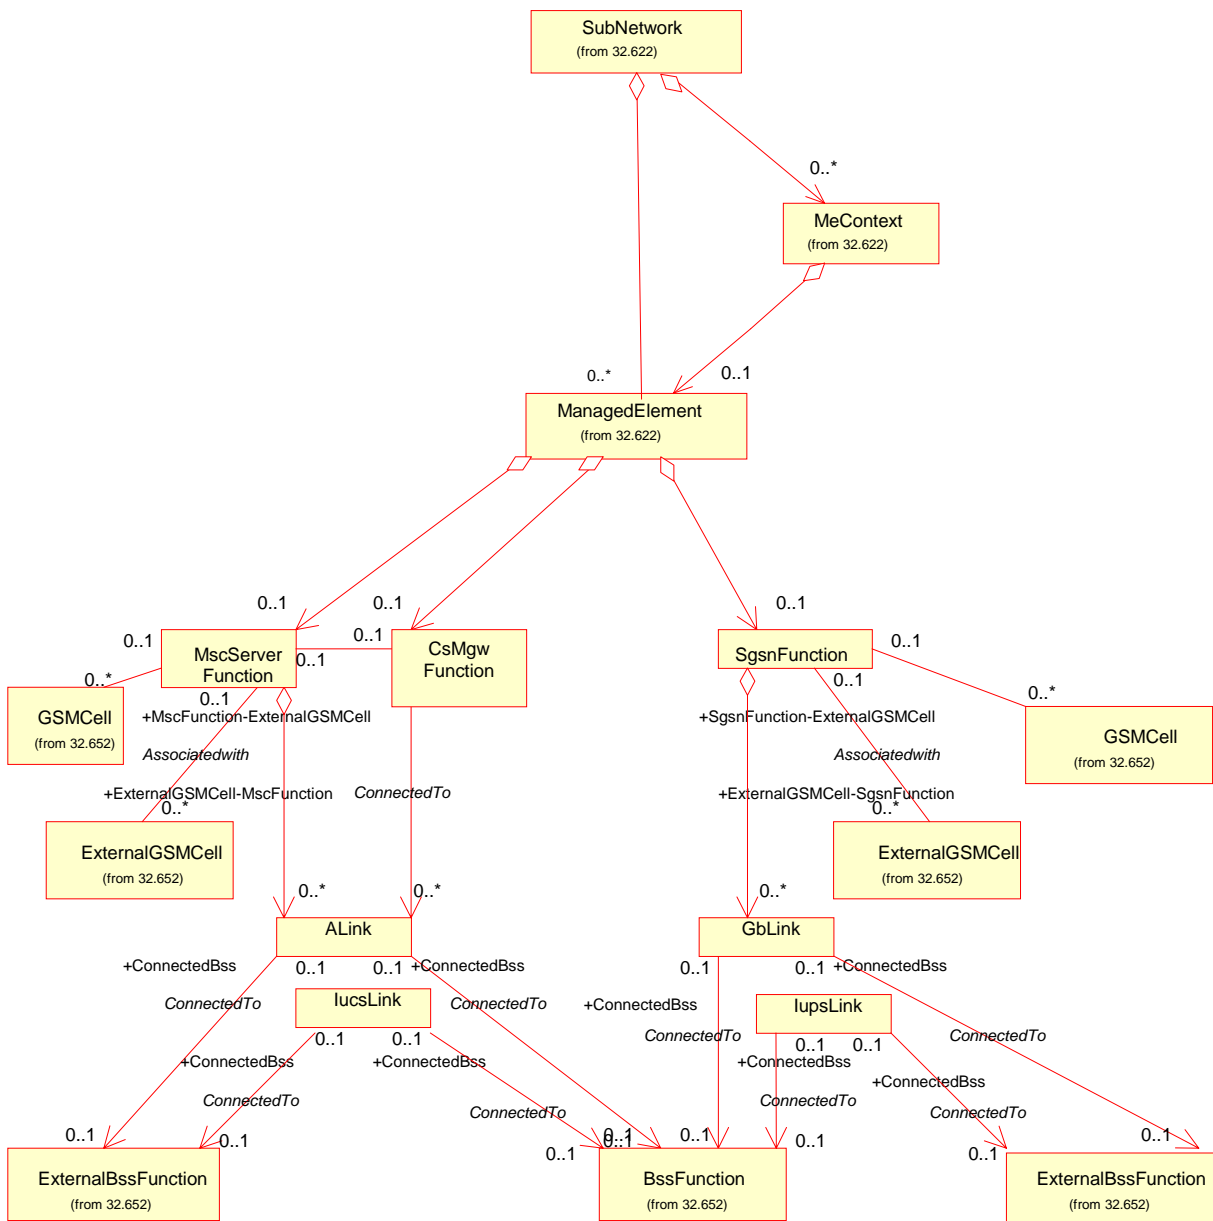 SubNetwork
(from 32.622)
0..*
MeContext
(from 32.622)
0..*
0..1
ManagedElement
(from 32.622)
0..1
0..1
0..1
0..1
0..1
0..1
0..1
MscServer
Function
CsMgw
Function
SgsnFunction
0..1
0..1
0..*
0..*
GSMCell
(from 32.652)
+MscFunction-ExternalGSMCell
+SgsnFunction-ExternalGSMCell
GSMCell
(from 32.652)
Associatedwith
Associatedwith
+ExternalGSMCell-MscFunction
ConnectedTo
+ExternalGSMCell-SgsnFunction
0..*
0..*
ExternalGSMCell
(from 32.652)
ExternalGSMCell
(from 32.652)
0..*
0..*
0..*
ALink
GbLink
+ConnectedBss
0..1
0..1
+ConnectedBss
0..1
0..1
+ConnectedBss
ConnectedTo
IucsLink
ConnectedTo
+ConnectedBss
IupsLink
0..1
0..1
ConnectedTo
0..1
0..1
ConnectedTo
+ConnectedBss
+ConnectedBss
+ConnectedBss
+ConnectedBss
ConnectedTo
ConnectedTo
ConnectedTo
ConnectedTo
0..1
0..1
0..1
0..1
0..1
0..1
0..1
0..1
0..1
ExternalBssFunction
(from 32.652)
BssFunction
(from 32.652)
ExternalBssFunction
(from 32.652)